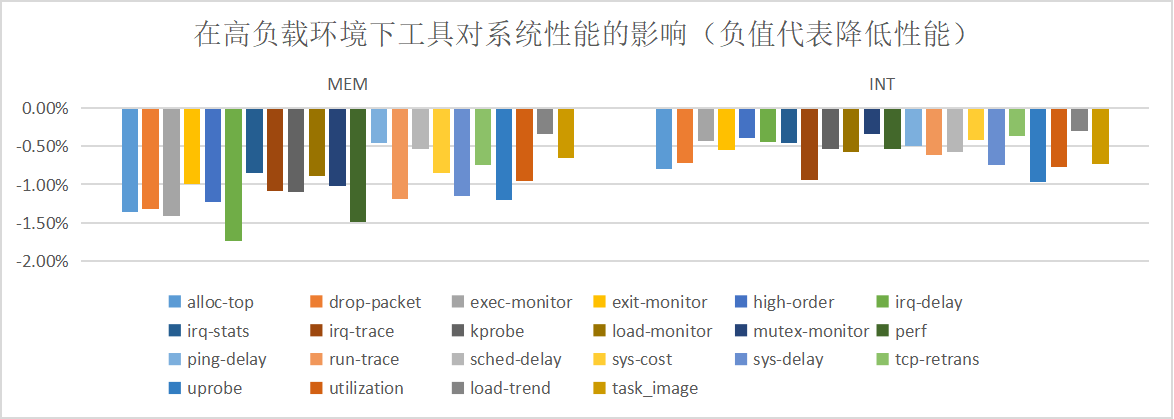 在高负载环境下工具对系统性能的影响（负值代表降低性能）
MEM INT
0.00%
-0.50%
-1.00%
-1.50%
-2.00%
alloc-top drop-packet exec-monitor exit-monitor high-order irq-delay
irq-stats irq-trace kprobe load-monitor mutex-monitor perf
ping-delay run-trace sched-delay sys-cost sys-delay tcp-retrans
uprobe utilization load-trend task_image